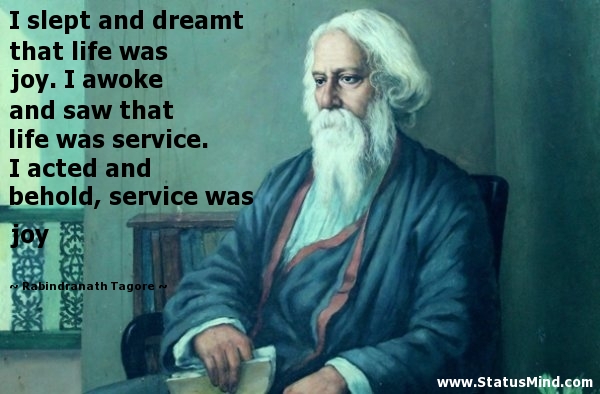 I slept and dreamt
that life was
joy. I awoke
and saw that
life was service.
I acted and
behold, service was
joy
~ Rabindranath Tagore ~
www.StatusMind.com